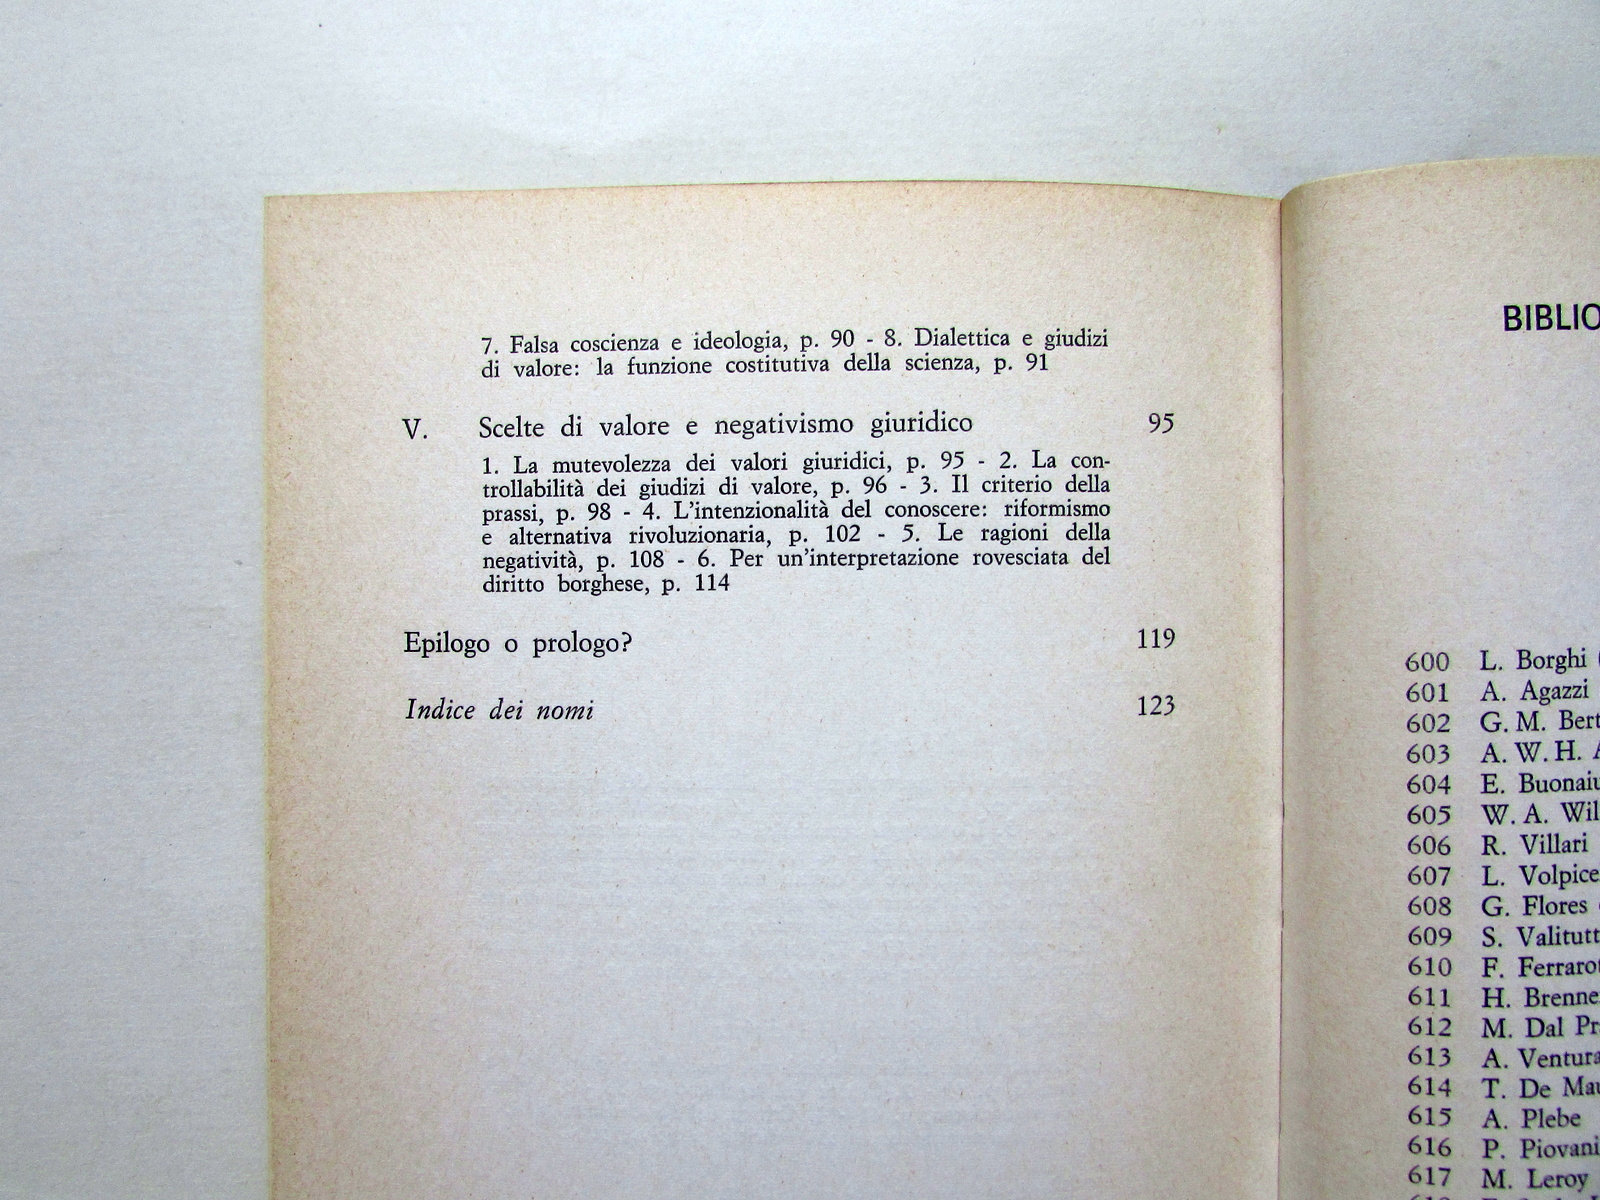 7. Falsa coscienza e ideologia, p. 90 - 8. Dialettica e giudizi
di valore: la funzione costitutiva della scienza, p. 91
V. Scelte di valore e negativismo giuridico 95
1. La mutevolezza dei valori giuridici, p. 95 - 2. La con-
trollabilità dei giudizi di valore, p. 96 - 3. Il criterio della
prassi, p. 98 - 4. L'intenzionalità del conoscere: riformismo
e alternativa rivoluzionaria, p. 102 - 5. Le ragioni della
negatività, p. 108 - 6. Per un'interpretazione rovesciata del
diritto borghese, p. 114
Epilogo o prologo? 119
Indice dei nomi 123
BIBLIO
600 L. Borghi
601 A. Agazzi
602 G. M. Bert
603 A. W. H.
604 E. Buonaiu
605 W. A. Wil
606 R. Villari
607 L. Volpice
608 G. Flores
609 S. Valitutt
610 F. Ferrarot
611 H. Brenne
612 M. Dal Pr
613 A. Ventura
614 T. De Mau
615 A. Plebe
616 P. Piovani
617 M. Leroy